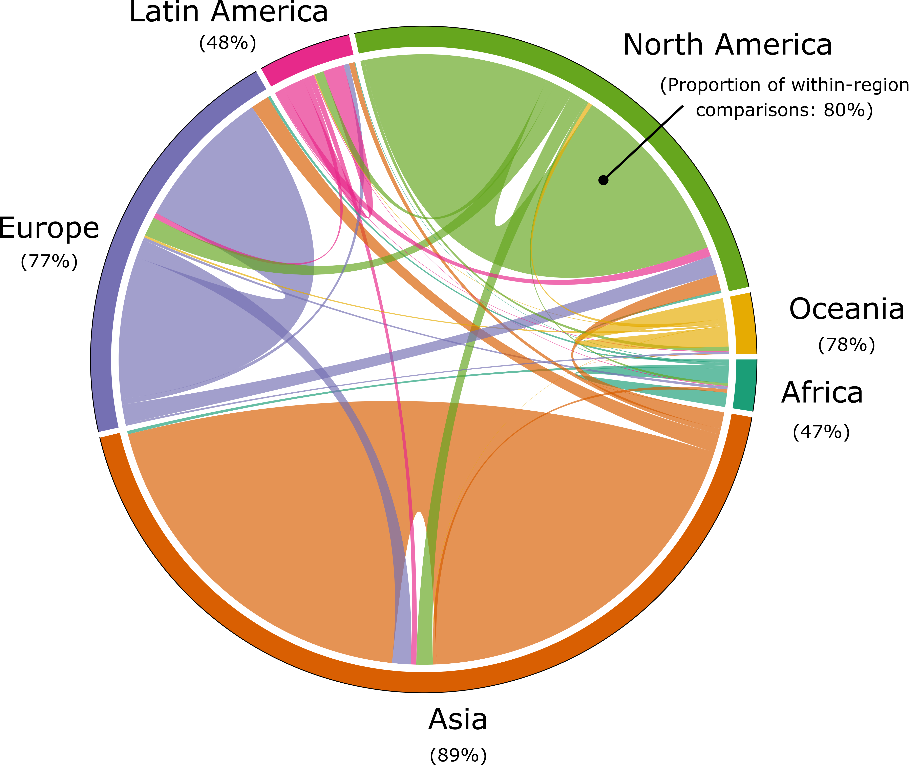 Latin America
(48%)
North America
(Proportion of within-region
comparisons: 80%)
Europe
(77%)
Oceania
(78%)
Africa
(47%)
Asia
(89%)